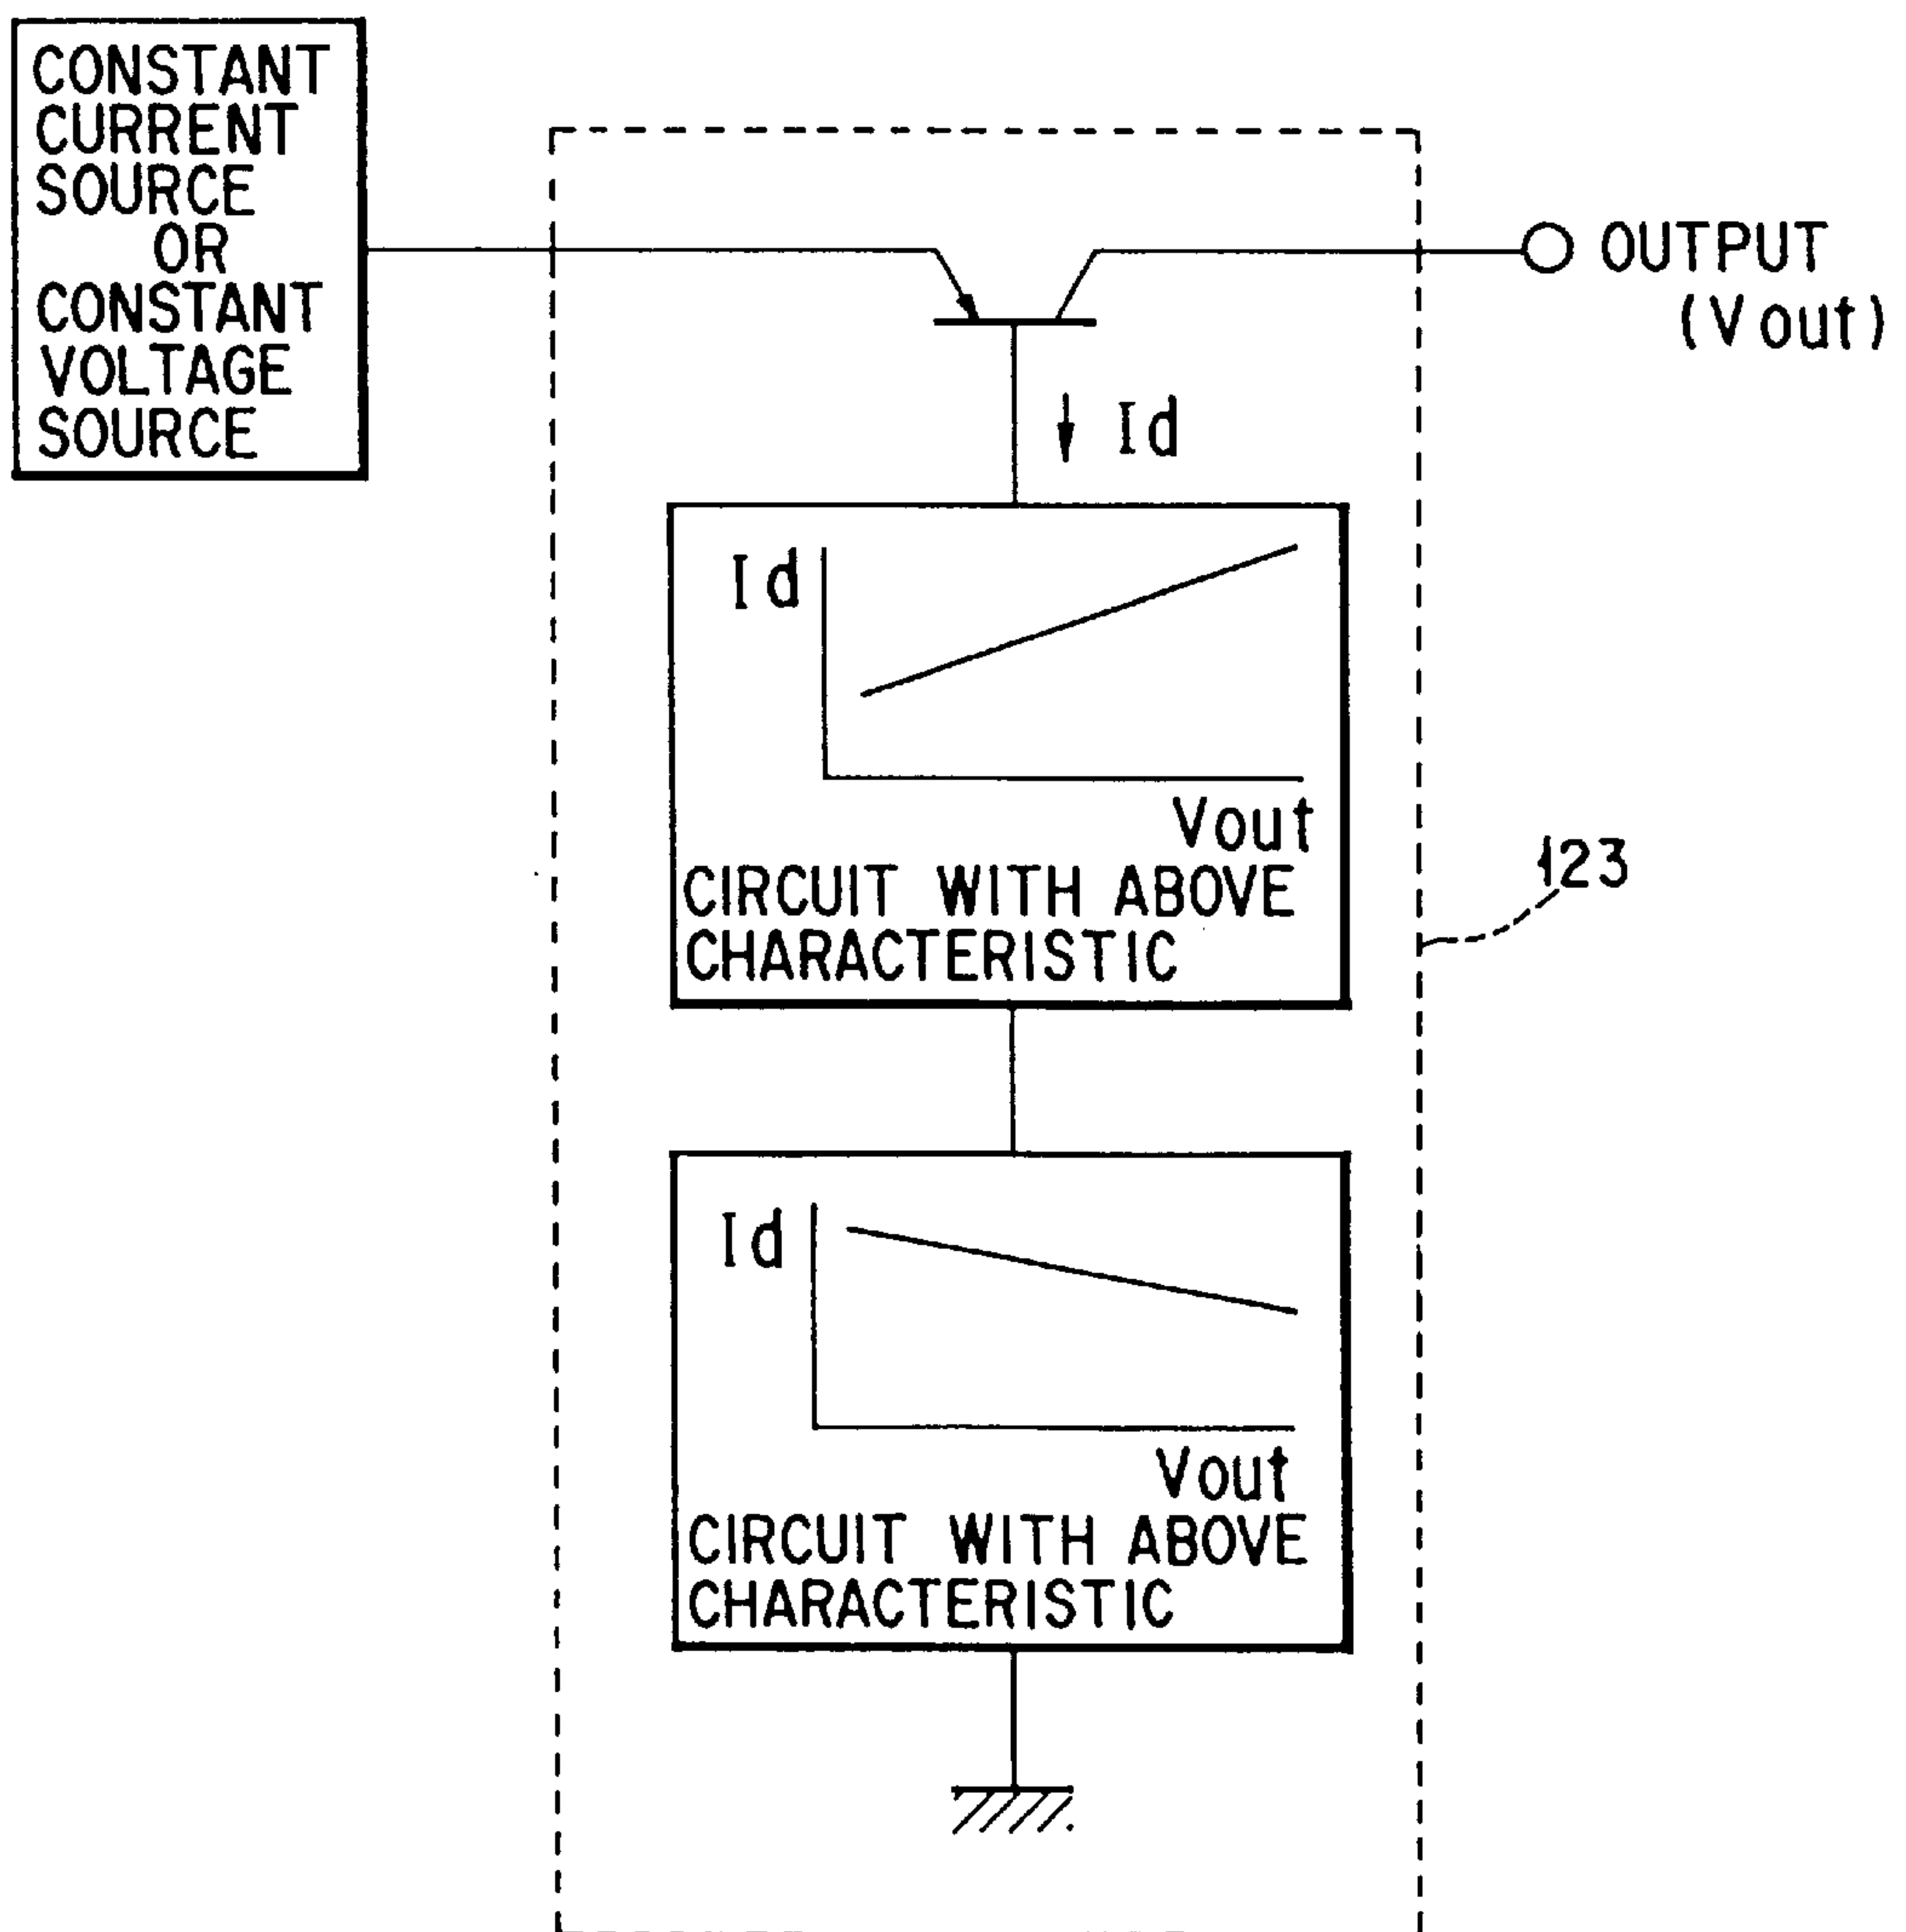 CONSTANT
CURRENT
SOURCE
OR
CONSTANT
VOLTAGE
SOURCE
OUTPUT
(Vout)
Id
Id
Vout
CIRCUIT WITH ABOVE
CHARACTERISTIC
123
Id
Vout
CIRCUIT WITH ABOVE
CHARACTERISTIC